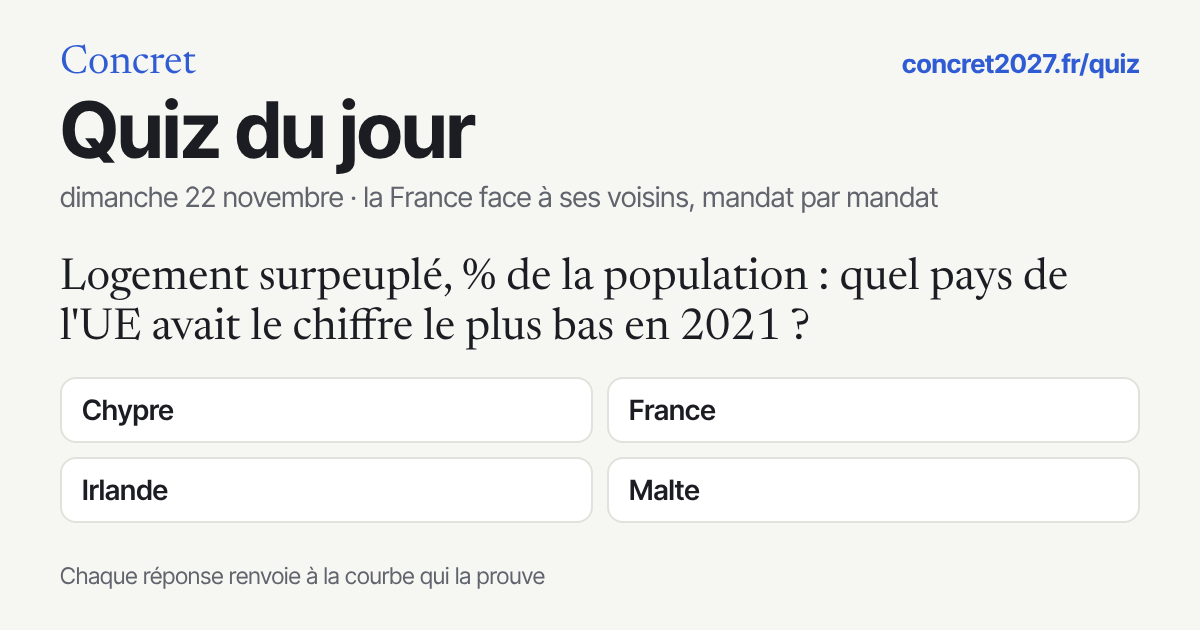 Concret
concret2027.fr/quiz
Quiz du jour
dimanche 22 novembre · la France face à ses voisins, mandat par mandat
Logement surpeuplé, % de la population : quel pays de
l'UE avait le chiffre le plus bas en 2021 ?
Chypre
France
Irlande
Malte
Chaque réponse renvoie à la courbe qui la prouve